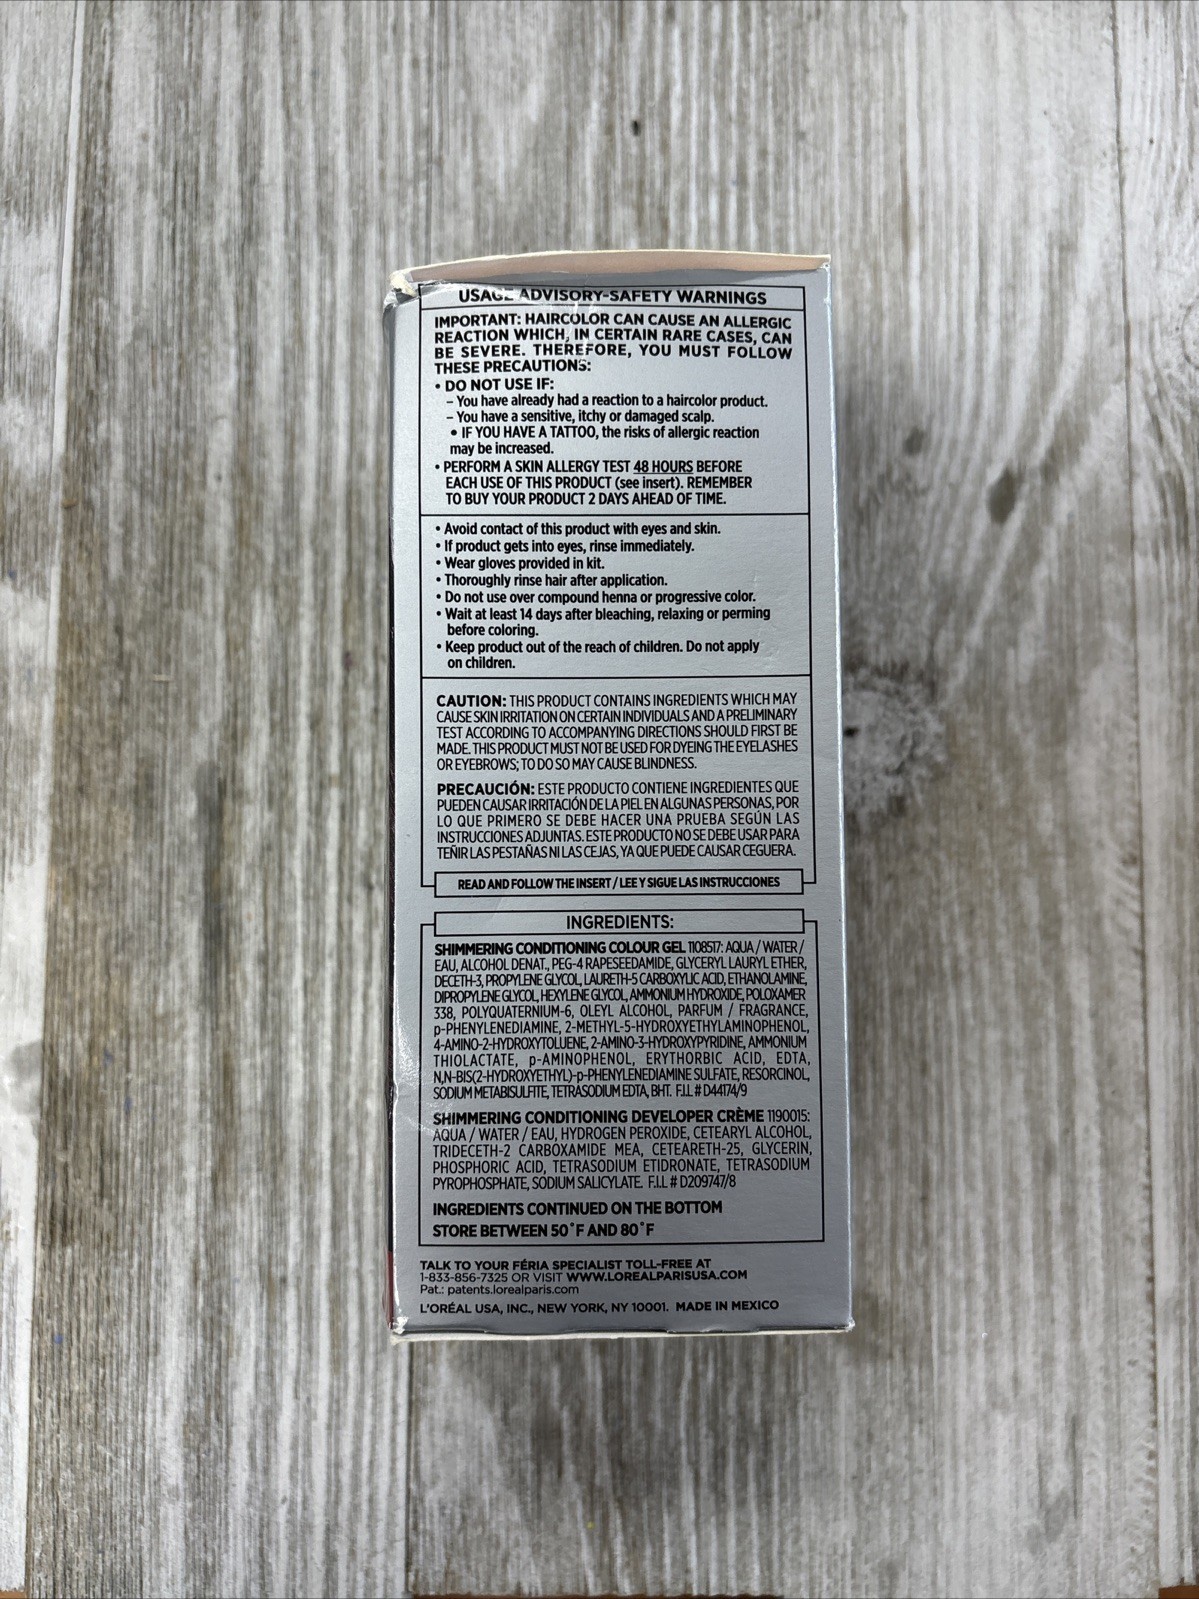 USAGE ADVISORY-SAFETY WARNINGS
IMPORTANT: HAIRCOLOR CAN CAUSE AN ALLERGIC
REACTION WHICH, IN CERTAIN RARE CASES, CAN
BE SEVERE. THEREFORE, YOU MUST FOLLOW
THESE PRECAUTIONS:
• DO NOT USE IF:
– You have already had a reaction to a haircolor product.
– You have a sensitive, itchy or damaged scalp.
• IF YOU HAVE A TATTOO, the risks of allergic reaction
may be increased.
• PERFORM A SKIN ALLERGY TEST 48 HOURS BEFORE
EACH USE OF THIS PRODUCT (see insert). REMEMBER
TO BUY YOUR PRODUCT 2 DAYS AHEAD OF TIME.
• Avoid contact of this product with eyes and skin.
• If product gets into eyes, rinse immediately.
• Wear gloves provided in kit.
• Thoroughly rinse hair after application.
• Do not use over compound henna or progressive color.
• Wait at least 14 days after bleaching, relaxing or perming
before coloring.
• Keep product out of the reach of children. Do not apply
on children.
CAUTION: THIS PRODUCT CONTAINS INGREDIENTS WHICH MAY
CAUSE SKIN IRRITATION ON CERTAIN INDIVIDUALS AND A PRELIMINARY
TEST ACCORDING TO ACCOMPANYING DIRECTIONS SHOULD FIRST BE
MADE. THIS PRODUCT MUST NOT BE USED FOR DYEING THE EYELASHES
OR EYEBROWS; TO DO SO MAY CAUSE BLINDNESS.
PRECAUCIÓN: ESTE PRODUCTO CONTIENE INGREDIENTES QUE
PUEDEN CAUSAR IRRITACIÓN DE LA PIEL EN ALGUNAS PERSONAS, POR
LO QUE PRIMERO SE DEBE HACER UNA PRUEBA SEGÚN LAS
INSTRUCCIONES ADJUNTAS. ESTE PRODUCTO NO SE DEBE USAR PARA
TEÑIR LAS PESTAÑAS NI LAS CEJAS, YA QUE PUEDE CAUSAR CEGUERA.
READ AND FOLLOW THE INSERT / LEE Y SIGUE LAS INSTRUCCIONES
INGREDIENTS:
SHIMMERING CONDITIONING COLOUR GEL 1108517: AQUA / WATER /
EAU, ALCOHOL DENAT., PEG-4 RAPESEEDAMIDE, GLYCERYL LAURYL ETHER,
DECETH-3, PROPYLENE GLYCOL, LAURETH-5 CARBOXYLIC ACID, ETHANOLAMINE,
DIPROPYLENE GLYCOL, HEXYLENE GLYCOL, AMMONIUM HYDROXIDE, POLOXAMER
338, POLYQUATERNIUM-6, OLEYL ALCOHOL, PARFUM / FRAGRANCE,
p-PHENYLENEDIAMINE, 2-METHYL-5-HYDROXYETHYLAMINOPHENOL,
4-AMINO-2-HYDROXYTOLUENE, 2-AMINO-3-HYDROXYPYRIDINE, AMMONIUM
THIOLACTATE, p-AMINOPHENOL, ERYTHORBIC ACID, EDTA,
N,N-BIS(2-HYDROXYETHYL)-p-PHENYLENEDIAMINE SULFATE, RESORCINOL,
SODIUM METABISULFITE, TETRASODIUM EDTA, BHT. F.I.L # D44174/9
SHIMMERING CONDITIONING DEVELOPER CRÈME 1190015:
AQUA / WATER / EAU, HYDROGEN PEROXIDE, CETEARYL ALCOHOL,
TRIDECETH-2 CARBOXAMIDE MEA, CETEARETH-25, GLYCERIN,
PHOSPHORIC ACID, TETRASODIUM ETIDRONATE, TETRASODIUM
PYROPHOSPHATE, SODIUM SALICYLATE. F.I.L # D209747/8
INGREDIENTS CONTINUED ON THE BOTTOM
STORE BETWEEN 50˚F AND 80˚F
TALK TO YOUR FÉRIA SPECIALIST TOLL-FREE AT
1-833-856-7325 OR VISIT WWW.LOREALPARISUSA.COM
Pat.: patents.lorealparis.com
L'ORÉAL USA, INC., NEW YORK, NY 10001. MADE IN MEXICO